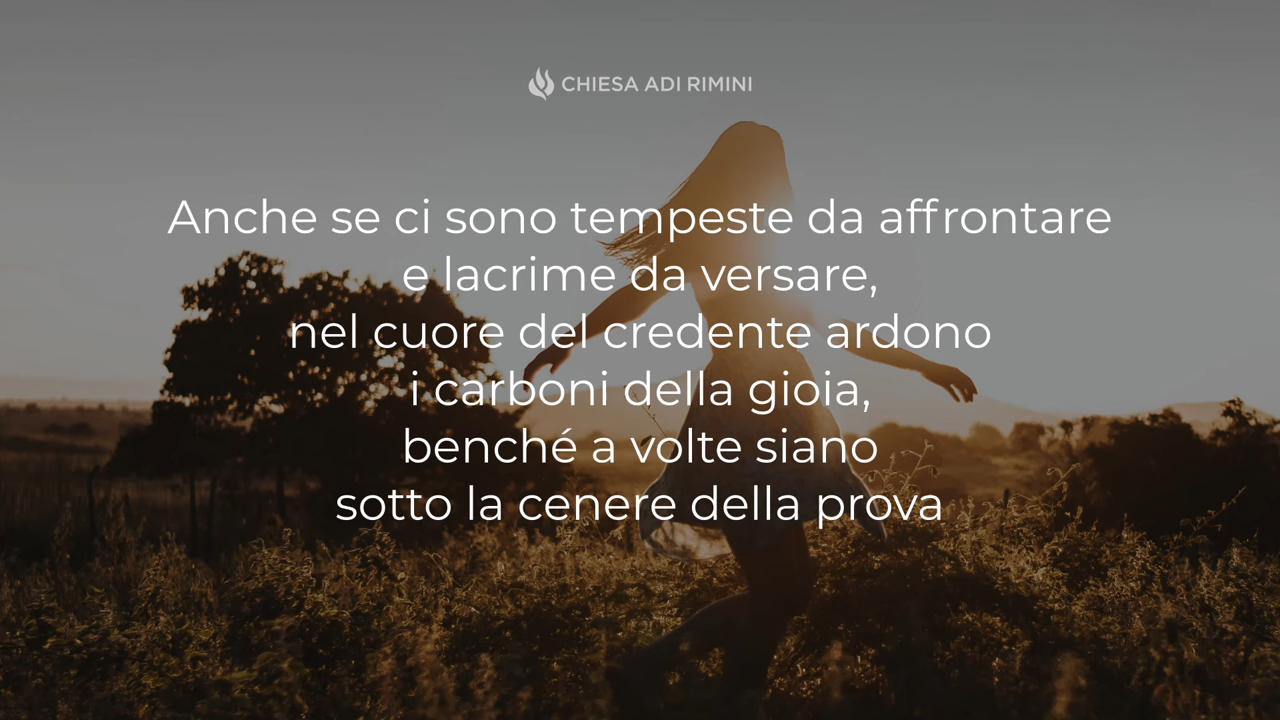 CHIESA ADI RIMINI
Anche se ci sono tempeste da affrontare
e lacrime da versare,
nel cuore del credente ardono
i carboni della gioia,
benché a volte siano
sotto la cenere della prova